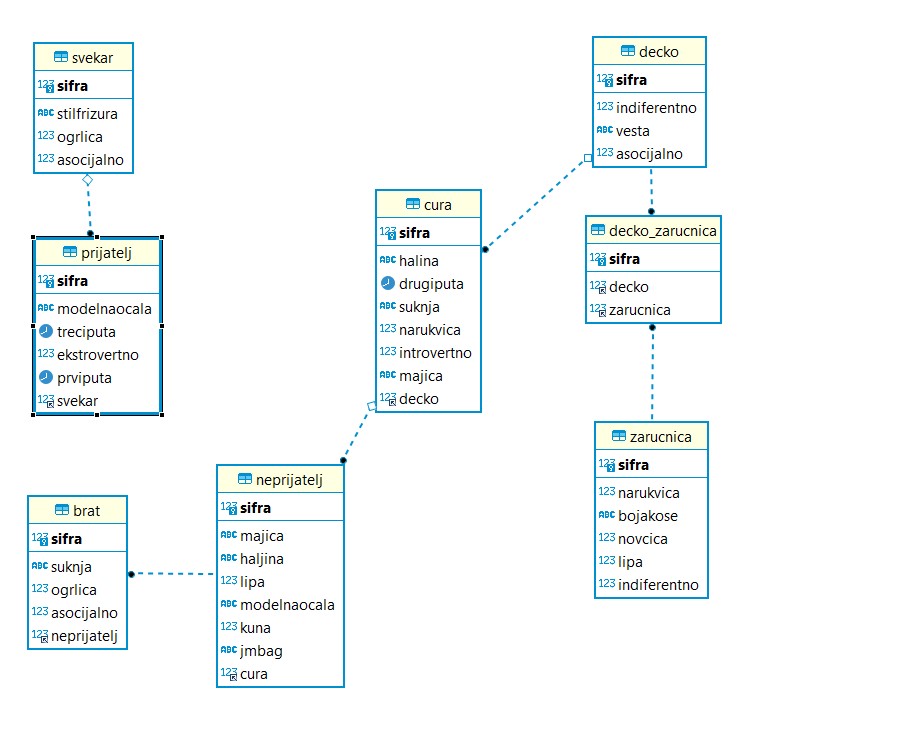 svekar
123 sifra
ABC stilfrizura
123 ogrlica
123 asocijalno
prijatelj
123 sifra
ABC modelnaocala
treciputa
123 ekstrovertno
prviputa
123 svekar
brat
123 sifra
ABC suknja
123 ogrlica
123 asocijalno
123 neprijatelj
neprijatelj
123 sifra
ABC majica
ABC haljina
123 lipa
ABC modelnaocala
123 kuna
ABC jmbag
123 cura
cura
123 sifra
ABC halina
drugiputa
ABC suknja
123 narukvica
123 introvertno
ABC majica
123 decko
decko
123 sifra
123 indiferentno
ABC vesta
123 asocijalno
decko_zarucnica
123 sifra
123 decko
123 zarucnica
zarucnica
123 sifra
123 narukvica
ABC bojakose
123 novcica
123 lipa
123 indiferentno